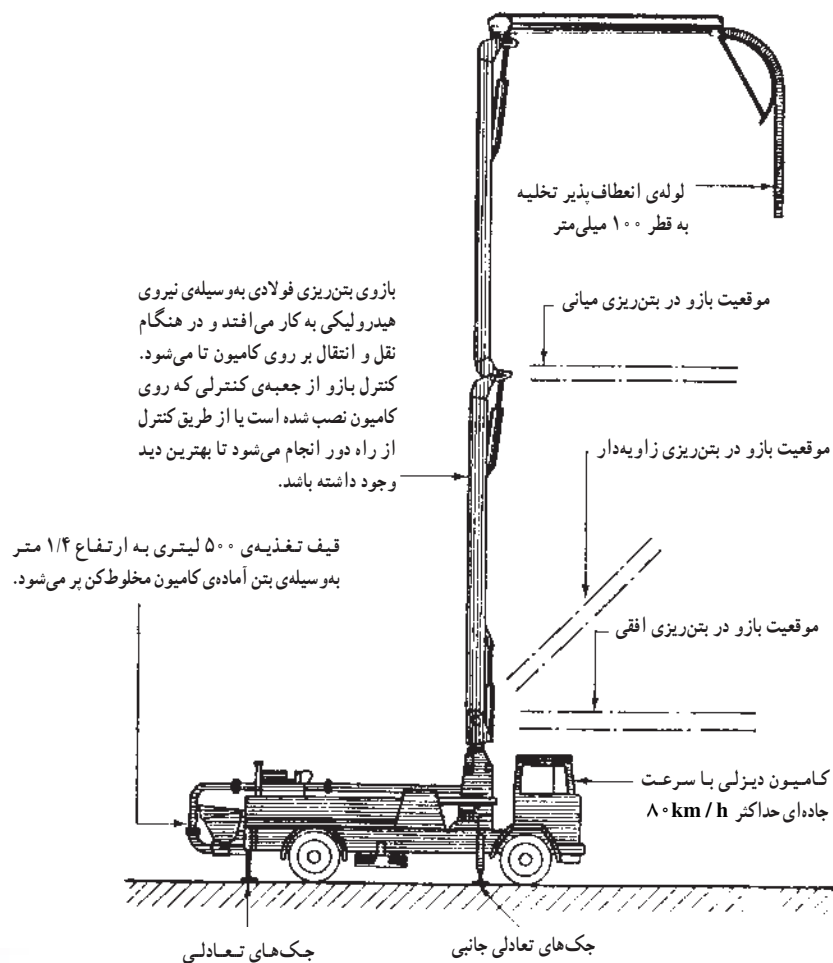 لوله‌ی انعطاف‌پذیر تخلیه
به قطر ۱۰۰ میلی‌متر
موقعیت بازو در بتن‌ریزی میانی
بازوی بتن‌ریزی فولادی به‌وسیله‌ی نیروی
هیدرولیکی به کار می‌افتد و در هنگام
نقل و انتقال بر روی کامیون تا می‌شود.
کنترل بازو از جعبه‌ی کنترلی که روی
کامیون نصب شده است یا از طریق کنترل
از راه دور انجام می‌شود تا بهترین دید
وجود داشته باشد.
موقعیت بازو در بتن‌ریزی زاویه‌دار
قیف تغذیه‌ی ۵۰۰ لیتری به ارتفاع ۱/۴ متر
به‌وسیله‌ی بتن آماده‌ی کامیون مخلوط‌کن پر می‌شود.
موقعیت بازو در بتن‌ریزی افقی
کامیون دیزلی با سرعت
جاده‌ای حداکثر ۸۰km / h
جک‌های تعادلی جانبی
جک‌های تعادلی